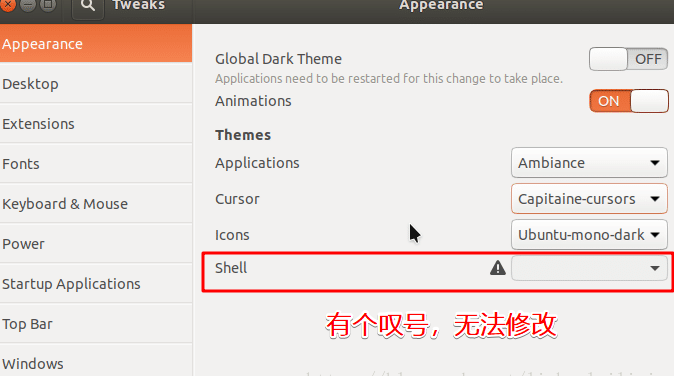 Tweaks
Appearance
Appearance
Desktop
Extensions
Fonts
Keyboard & Mouse
Power
Startup Applications
Top Bar
Windows
Global Dark Theme
OFF
Applications need to be restarted for this change to take place.
Animations
ON
Themes
Applications
Ambiance
Cursor
Capitaine-cursors
Icons
Ubuntu-mono-dark
Shell
有个叹号，无法修改